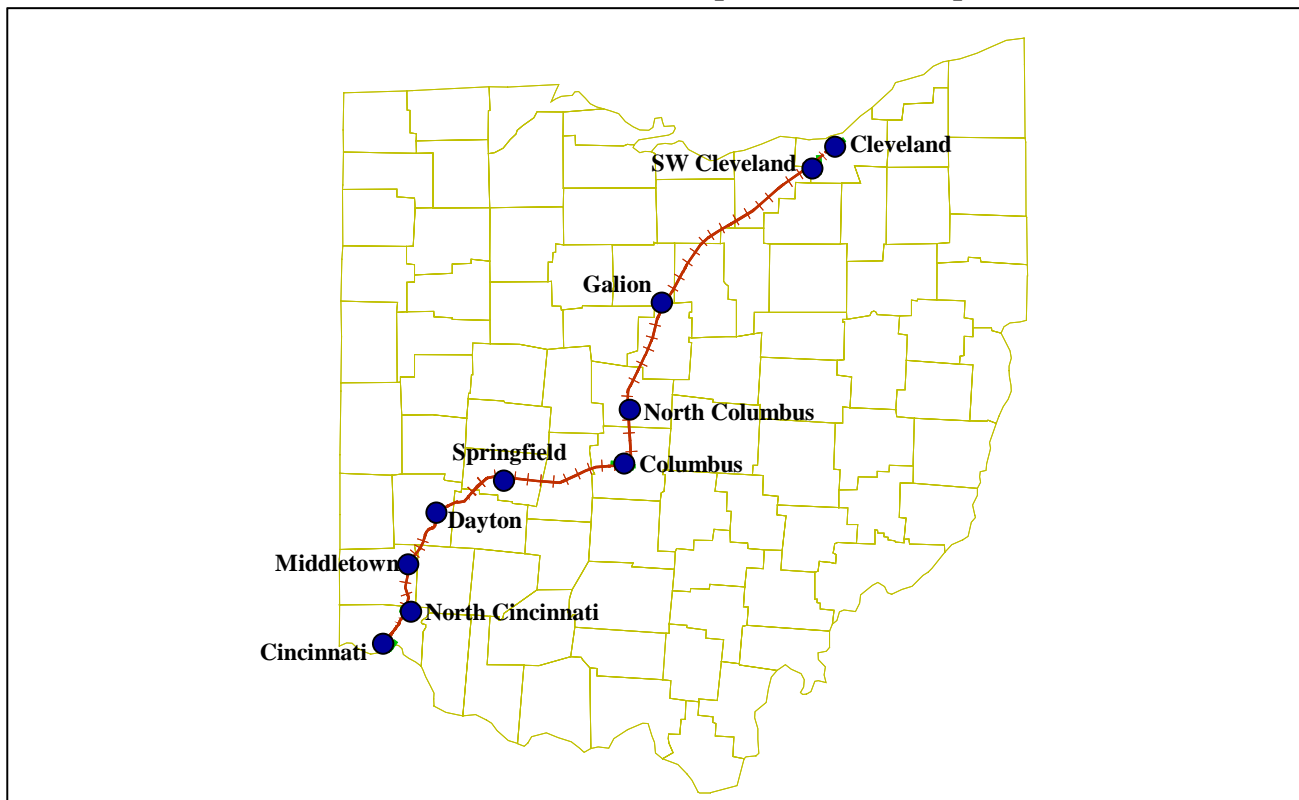 Cleveland
SW Cleveland
Galion
North Columbus
Springfield
Columbus
Dayton
Middletown
North Cincinnati
Cincinnati